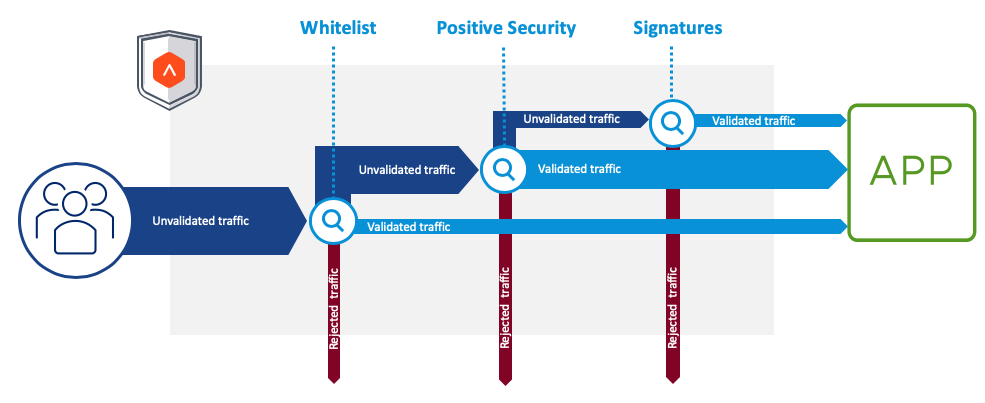 Whitelist
Positive Security
Signatures
Unvalidated traffic
Validated traffic
Unvalidated traffic
Validated traffic
Unvalidated traffic
Validated traffic
APP
Rejected traffic
Rejected traffic
Rejected traffic